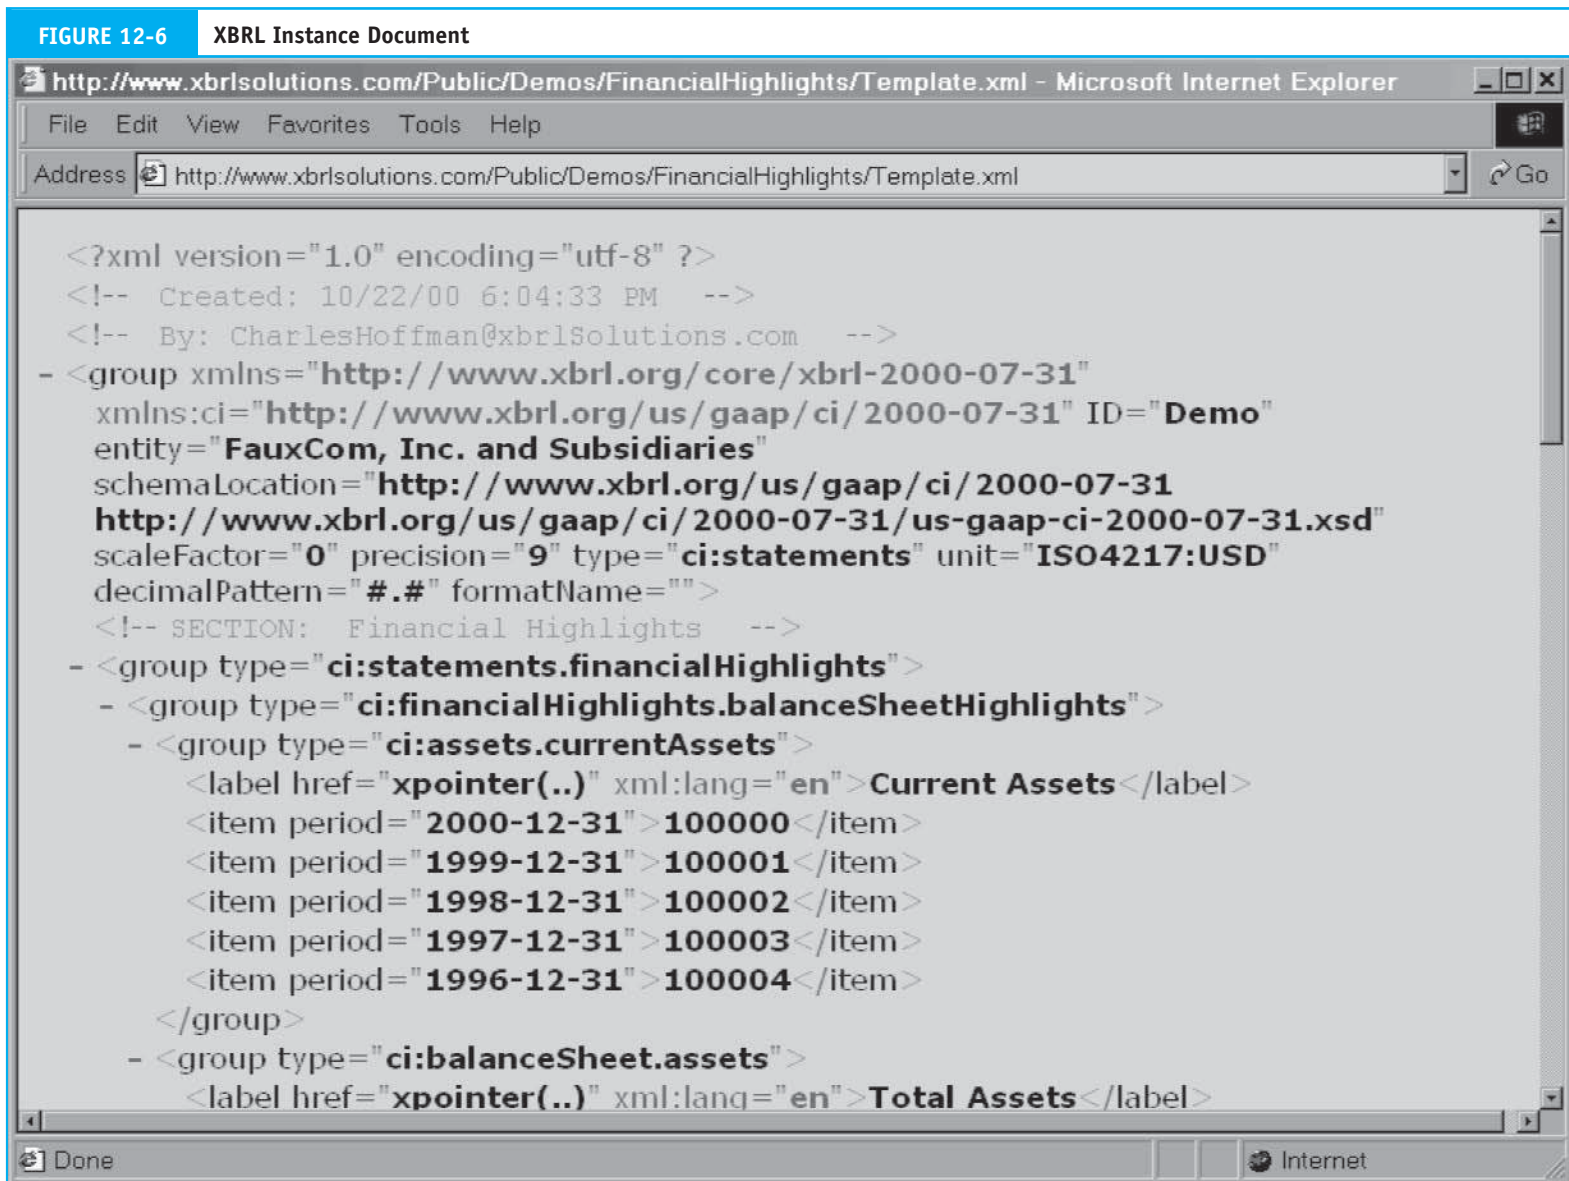 FIGURE 12-6 XBRL Instance Document
http://www.xbrlsolutions.com/Public/Demos/FinancialHighlights/Template.xml - Microsoft Internet Explorer
File Edit View Favorites Tools Help
Address http://www.xbrlsolutions.com/Public/Demos/FinancialHighlights/Template.xml Go
<?xml version="1.0" encoding="utf-8" ?>
<!-- Created: 10/22/00 6:04:33 PM -->
<!-- By: CharlesHoffman@xbrlSolutions.com -->
- <group xmlns="http://www.xbrl.org/core/xbrl-2000-07-31"
xmlns:ci="http://www.xbrl.org/us/gaap/ci/2000-07-31" ID="Demo"
entity="FauxCom, Inc. and Subsidiaries"
schemaLocation="http://www.xbrl.org/us/gaap/ci/2000-07-31
http://www.xbrl.org/us/gaap/ci/2000-07-31/us-gaap-ci-2000-07-31.xsd"
scaleFactor="0" precision="9" type="ci:statements" unit="ISO4217:USD"
decimalPattern="#.#" formatName="">
<!-- SECTION: Financial Highlights -->
- <group type="ci:statements.financialHighlights">
- <group type="ci:financialHighlights.balanceSheetHighlights">
- <group type="ci:assets.currentAssets">
<label href="xpointer(..)" xml:lang="en">Current Assets</label>
<item period="2000-12-31">100000</item>
<item period="1999-12-31">100001</item>
<item period="1998-12-31">100002</item>
<item period="1997-12-31">100003</item>
<item period="1996-12-31">100004</item>
</group>
- <group type="ci:balanceSheet.assets">
<label href="xpointer(..)" xml:lang="en">Total Assets</label>
Done Internet